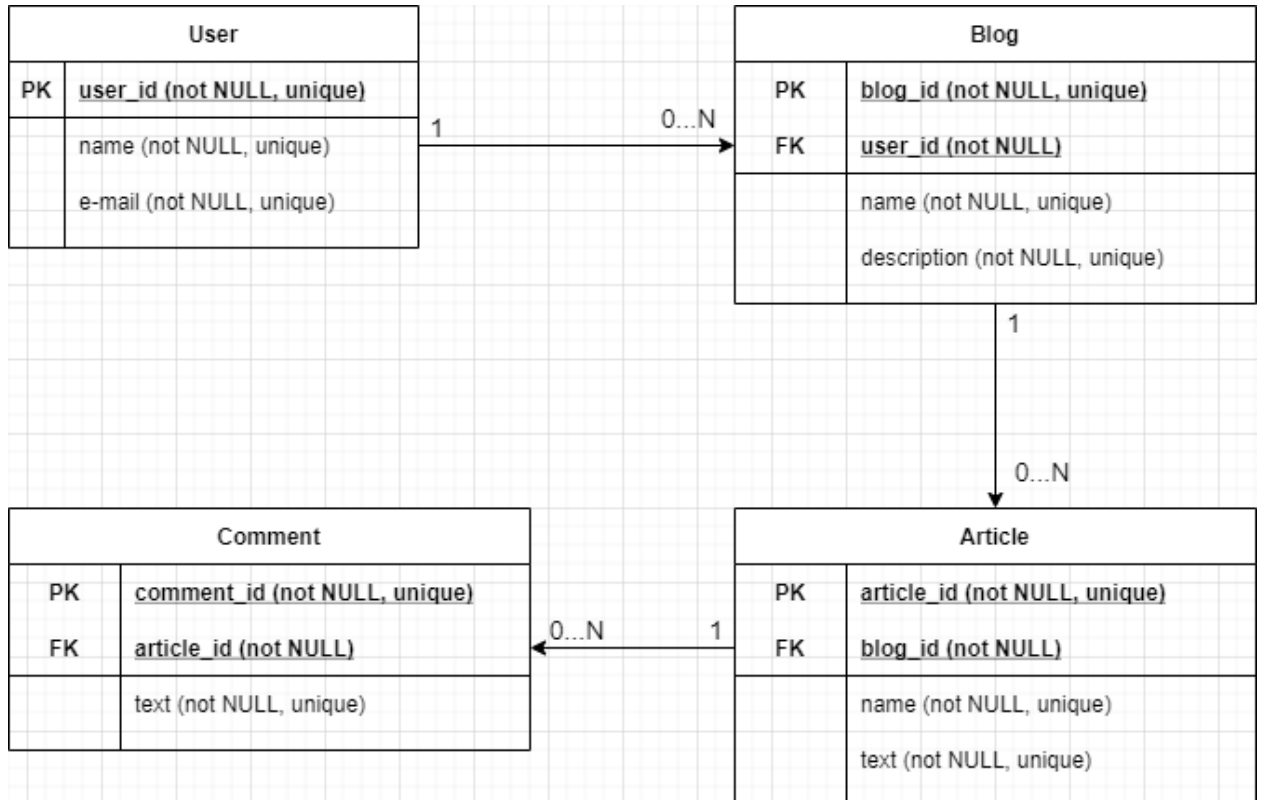 User
PK user_id (not NULL, unique)
name (not NULL, unique)
e-mail (not NULL, unique)
1
0...N
Blog
PK blog_id (not NULL, unique)
FK user_id (not NULL)
name (not NULL, unique)
description (not NULL, unique)
1
0...N
Comment
PK comment_id (not NULL, unique)
FK article_id (not NULL)
text (not NULL, unique)
0...N
1
Article
PK article_id (not NULL, unique)
FK blog_id (not NULL)
name (not NULL, unique)
text (not NULL, unique)